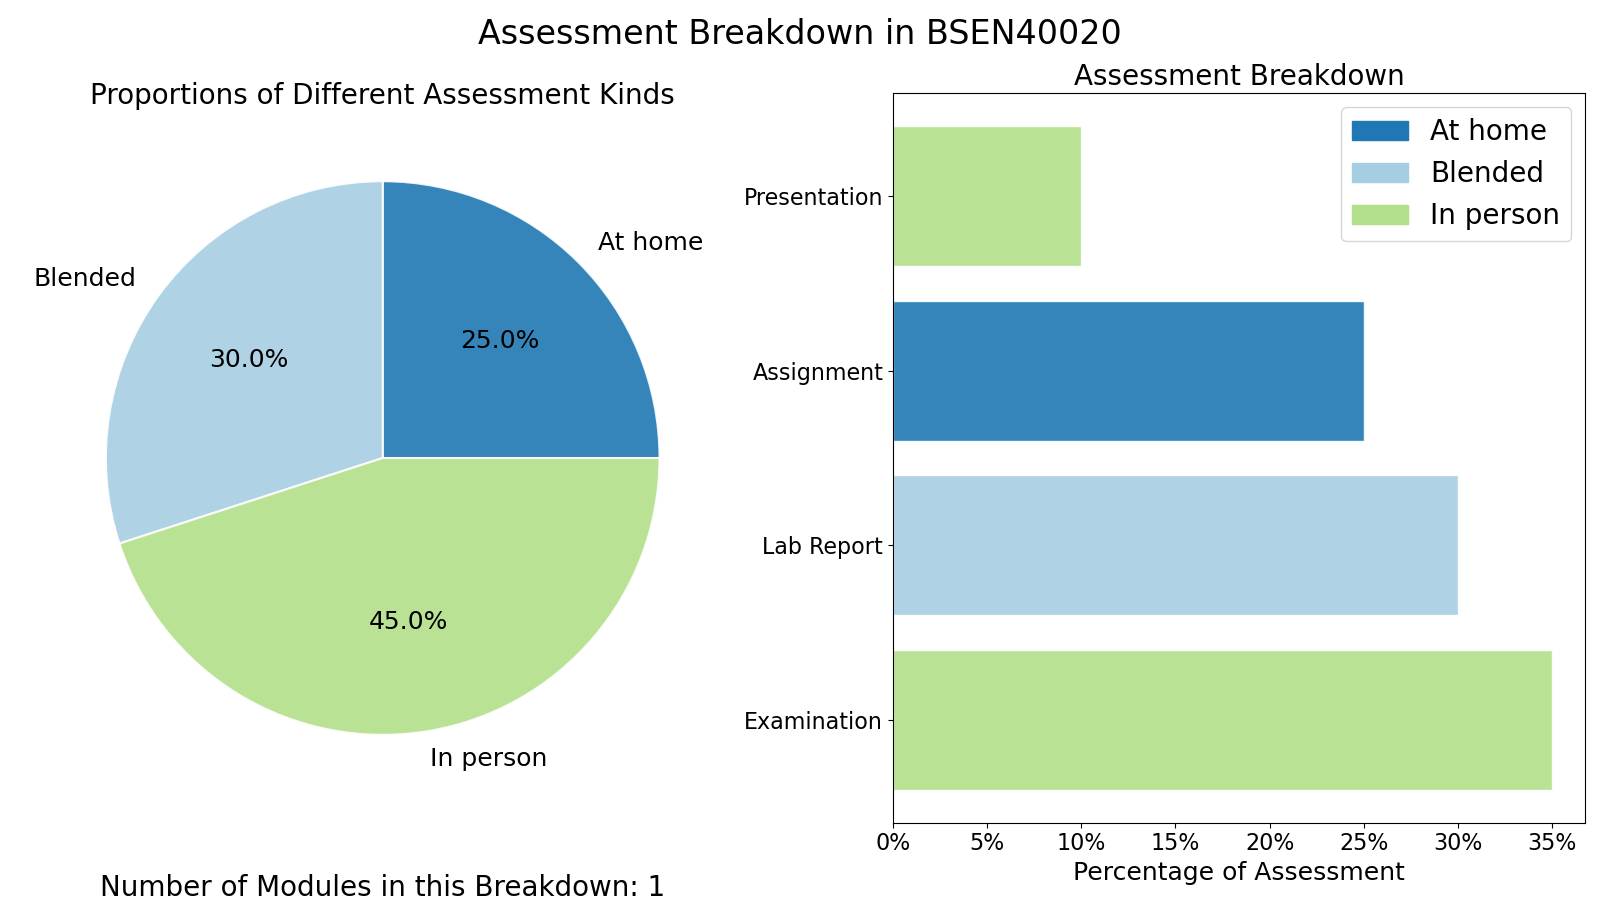 Assessment Breakdown in BSEN40020
Proportions of Different Assessment Kinds
At home
Blended
25.0%
30.0%
45.0%
In person
Number of Modules in this Breakdown: 1
Assessment Breakdown
At home
Blended
In person
Presentation
Assignment
Lab Report
Examination
0% 5% 10% 15% 20% 25% 30% 35%
Percentage of Assessment